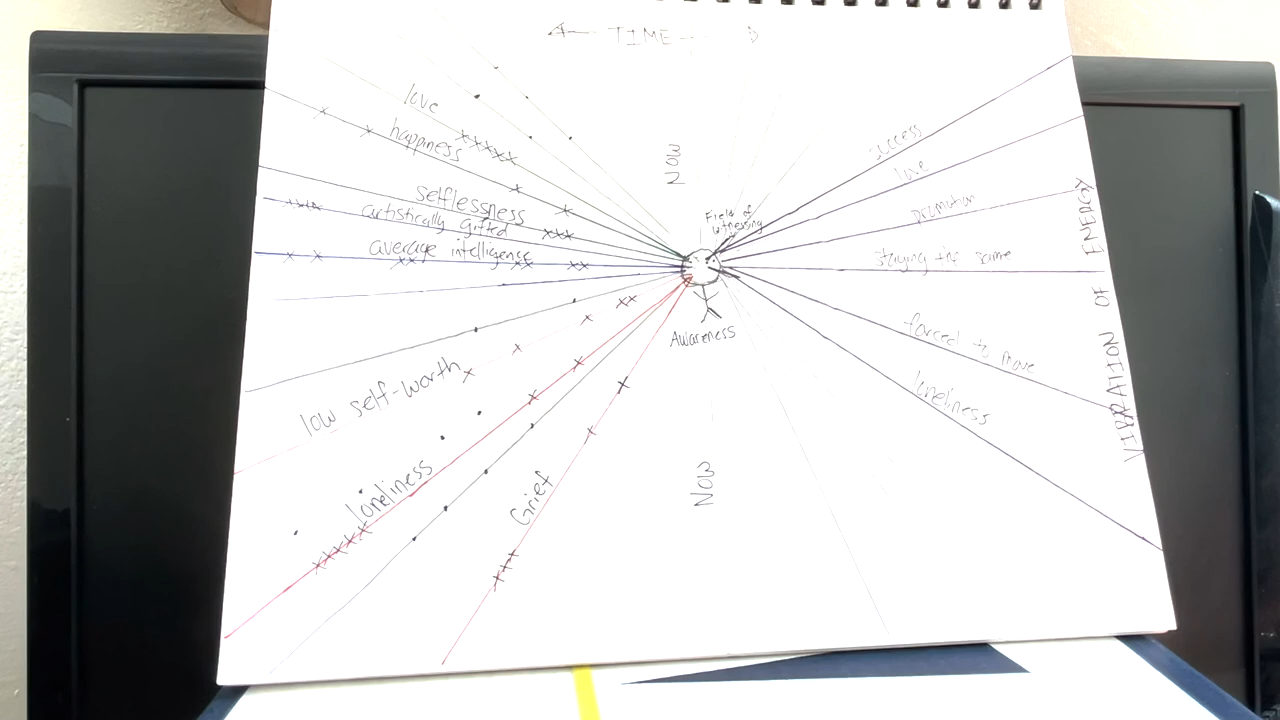 TIME
love
happiness
selflessness
artistically gifted
average intelligence
low self-worth
loneliness
Grief
NOW
Field of
witnessing
Awareness
NOW
success
love
promotion
staying the same
forced to move
loneliness
VIBRATION OF ENERGY